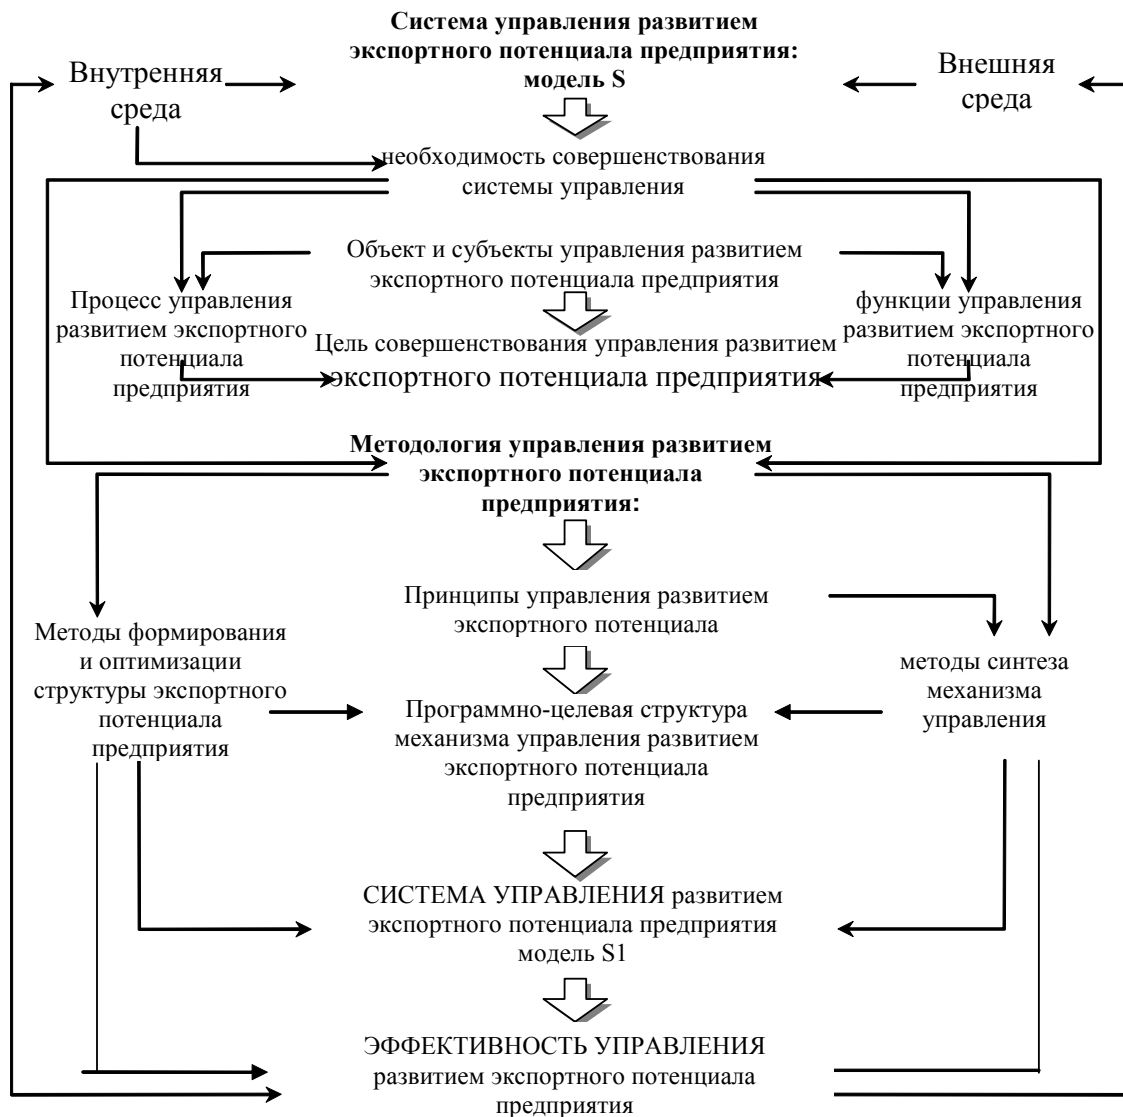 Система управления развитием
экспортного потенциала предприятия:
модель S
Внутренняя
среда
Внешняя
среда
необходимость совершенствования
системы управления
Объект и субъекты управления развитием
экспортного потенциала предприятия
Процесс управления
развитием экспортного
потенциала
предприятия
функции управления
развитием экспортного
потенциала
предприятия
Цель совершенствования управления развитием
экспортного потенциала предприятия
Методология управления развитием
экспортного потенциала
предприятия:
Принципы управления развитием
экспортного потенциала
Методы формирования
и оптимизации
структуры экспортного
потенциала
предприятия
методы синтеза
механизма
управления
Программно-целевая структура
механизма управления развитием
экспортного потенциала
предприятия
СИСТЕМА УПРАВЛЕНИЯ развитием
экспортного потенциала предприятия
модель S1
ЭФФЕКТИВНОСТЬ УПРАВЛЕНИЯ
развитием экспортного потенциала
предприятия